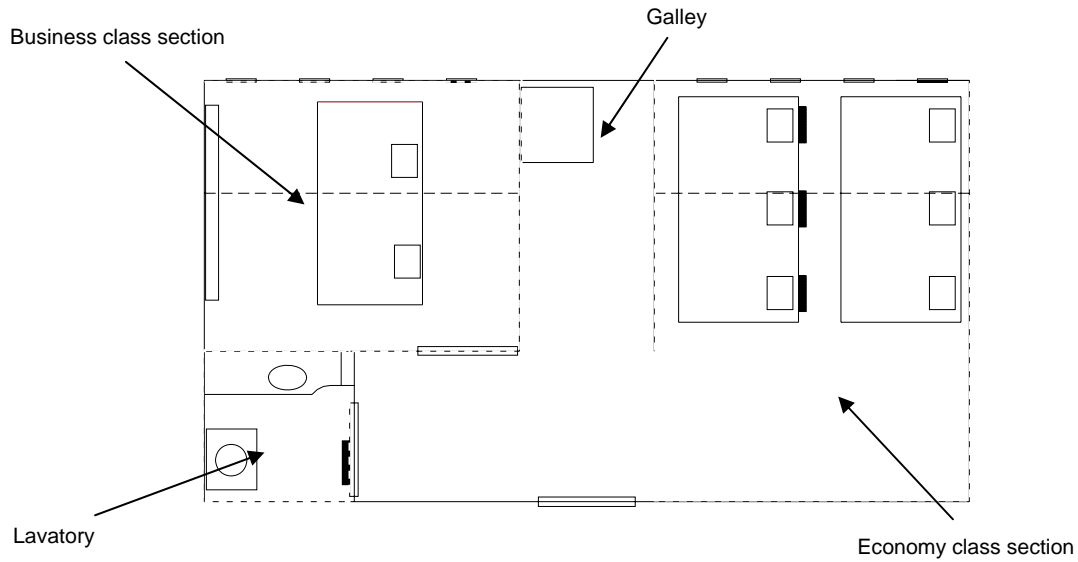 Galley
Business class section
Lavatory
Economy class section